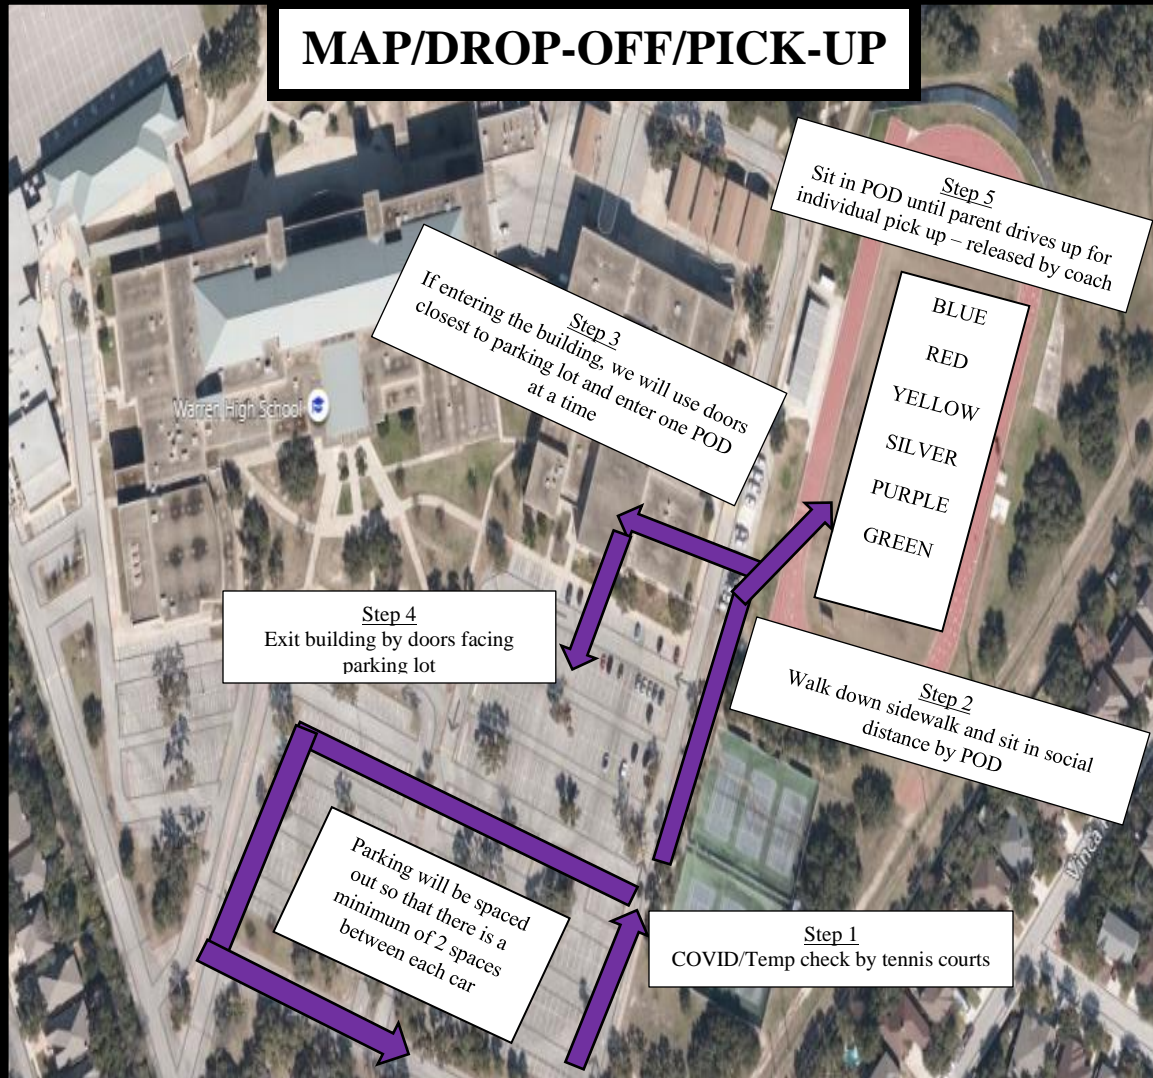 MAP/DROP-OFF/PICK-UP
Step 5
Sit in POD until parent drives up for
individual pick up – released by coach
BLUE
RED
YELLOW
SILVER
PURPLE
GREEN
Step 3
If entering the building, we will use doors
closest to parking lot and enter one POD
at a time
Warren High School
Step 4
Exit building by doors facing
parking lot
Step 2
Walk down sidewalk and sit in social
distance by POD
Parking will be spaced
out so that there is a
minimum of 2 spaces
between each car
Step 1
COVID/Temp check by tennis courts
Vinca